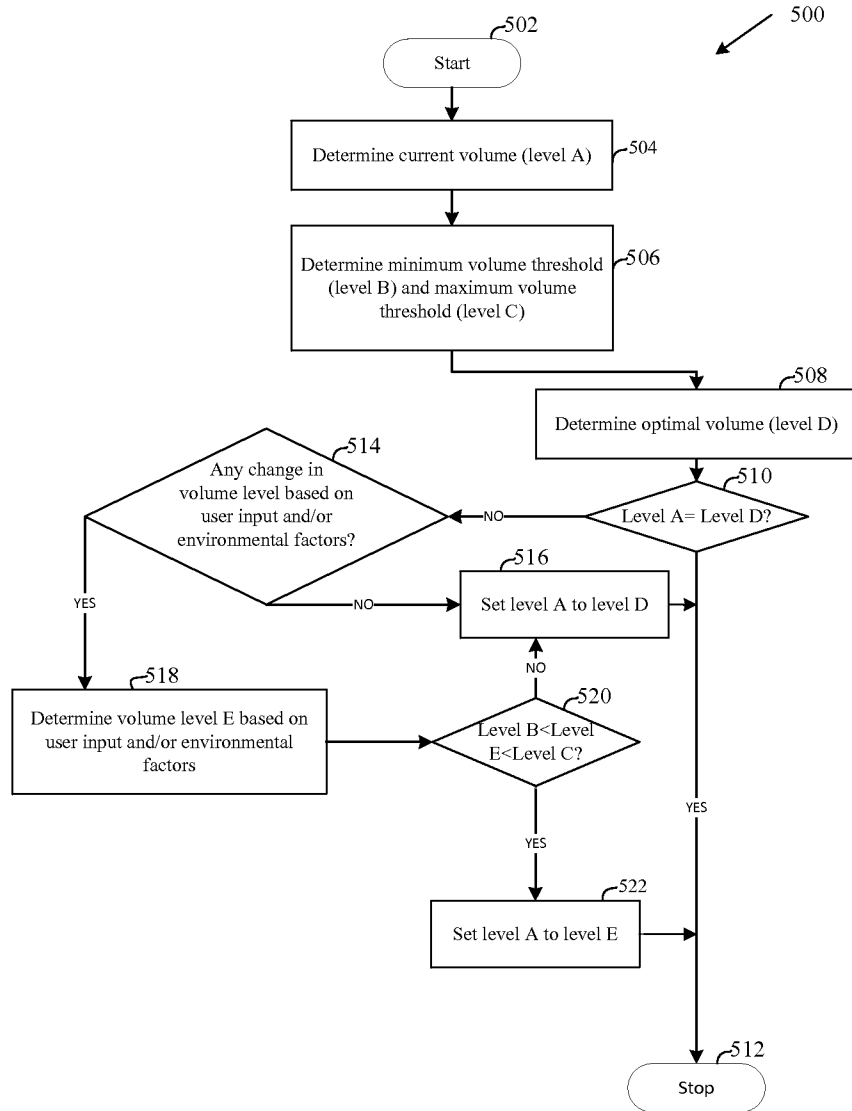 500
502
Start
Determine current volume (level A)
504
Determine minimum volume threshold
(level B) and maximum volume
threshold (level C)
506
508
Determine optimal volume (level D)
510
Level A= Level D?
NO
514
Any change in
volume level based on
user input and/or
environmental factors?
YES
NO
516
Set level A to level D
518
Determine volume level E based on
user input and/or environmental
factors
NO
520
Level B<Level
E<Level C?
YES
YES
522
Set level A to level E
512
Stop